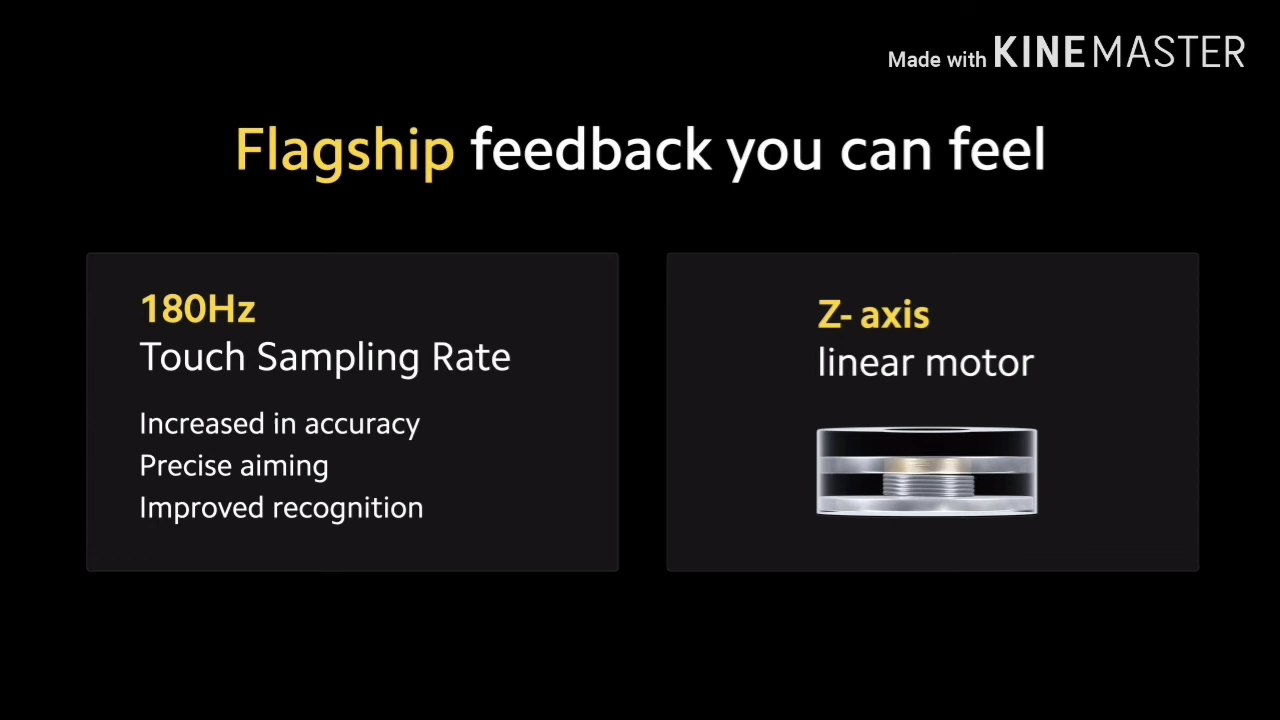 Made with KINEMASTER
Flagship feedback you can feel
180Hz
Touch Sampling Rate
Increased in accuracy
Precise aiming
Improved recognition
Z- axis
linear motor